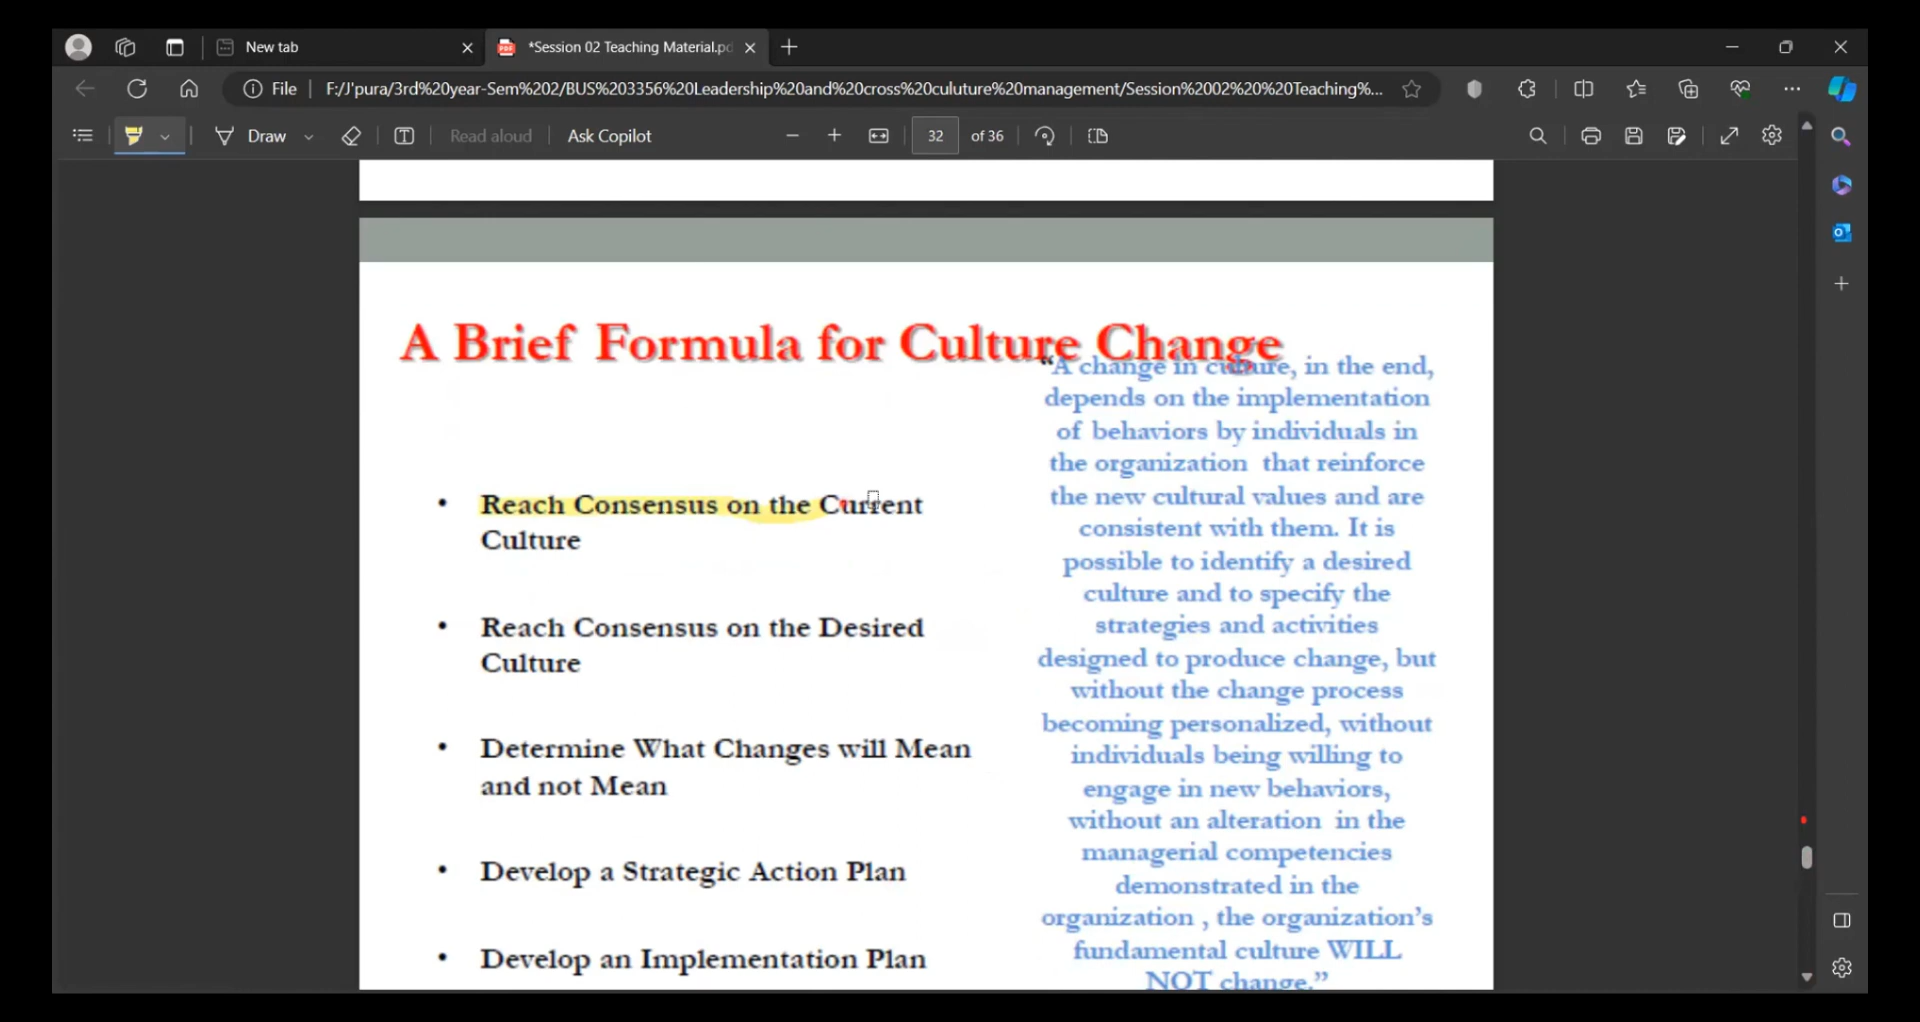 New tab
*Session 02 Teaching Material.pd
File
F:/J'pura/3rd%20year-Sem%202/BUS%203356%20Leadership%20and%20cross%20culuture%20management/Session%2002%20%20Teaching%...
Draw
Read aloud
Ask Copilot
32 of 36
A Brief Formula for Culture Change
• Reach Consensus on the Current
Culture
• Reach Consensus on the Desired
Culture
• Determine What Changes will Mean
and not Mean
• Develop a Strategic Action Plan
• Develop an Implementation Plan
“A change in culture, in the end,
depends on the implementation
of behaviors by individuals in
the organization that reinforce
the new cultural values and are
consistent with them. It is
possible to identify a desired
culture and to specify the
strategies and activities
designed to produce change, but
without the change process
becoming personalized, without
individuals being willing to
engage in new behaviors,
without an alteration in the
managerial competencies
demonstrated in the
organization , the organization’s
fundamental culture WILL
NOT change.”